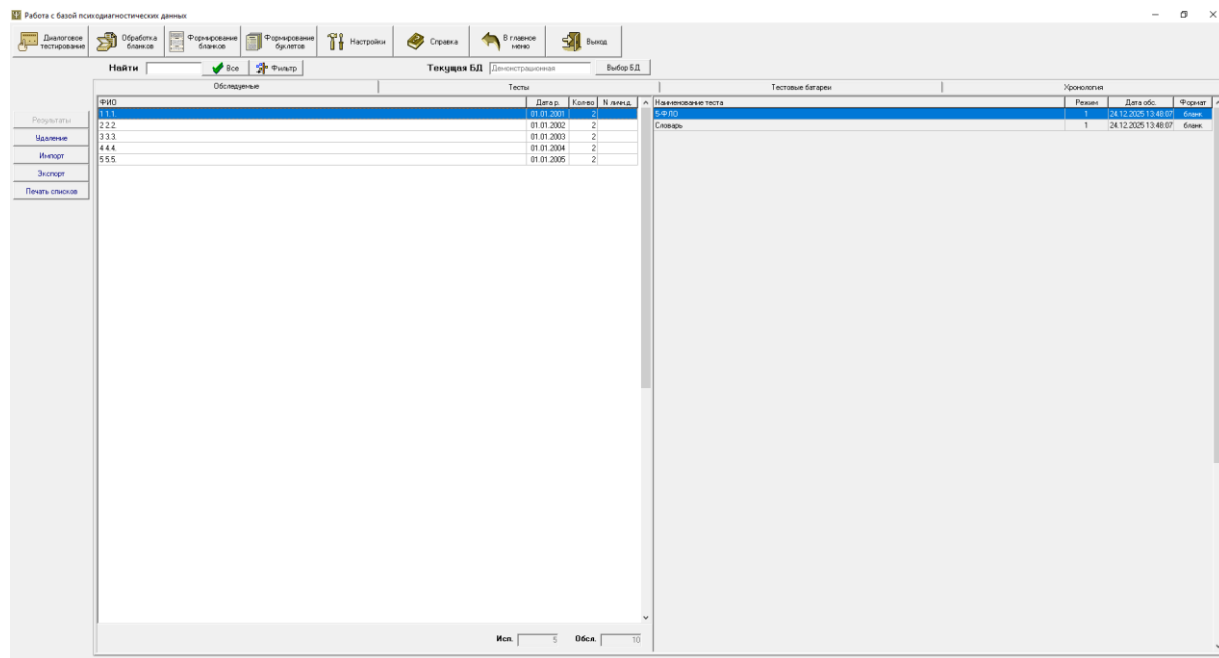 Работа с базой психодиагностических данных
Диалоговое тестирование Обработка бланков Формирование бланков Формирование буклетов Настройки Справка В главное меню Выход
Найти Все Фильтр Текущая БД Демонстрационная Выбор БД
Обследуемые Тесты Тестовые батареи Хронология
ФИО Дата р. Кол-во N личн.д. Наименование теста Режим Дата обс. Формат
1 1.1. 01.01.2001 2 5-ФЛО 1 24.12.2025 13:48:07 бланк.
2 2.2. 01.01.2002 2 Словарь 1 24.12.2025 13:48:07 бланк.
3 3.3. 01.01.2003 2
4 4.4. 01.01.2004 2
5 5.5. 01.01.2005 2
Результаты
Удаление
Импорт
Экспорт
Печать списков
Исп. 5 Обсл. 10